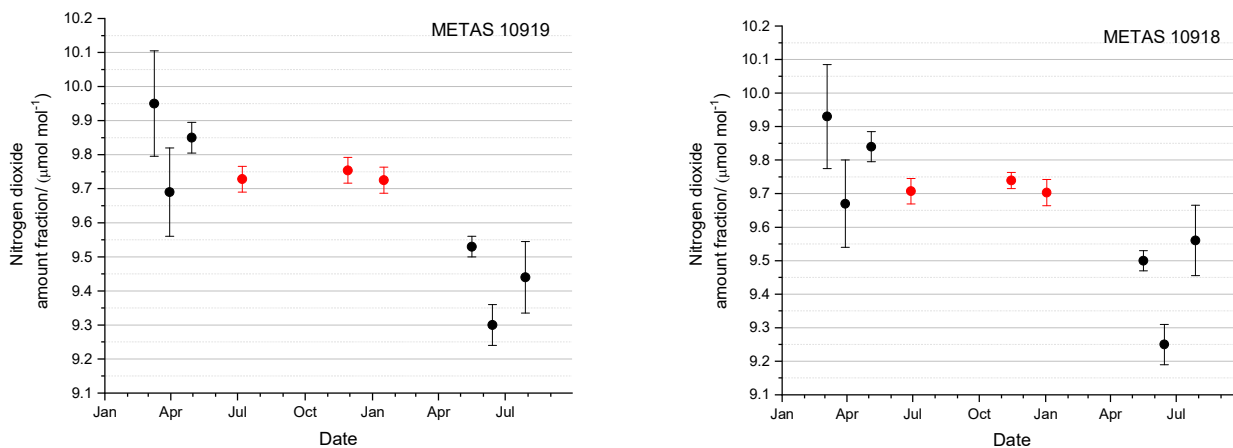 METAS 10919
10.2
10.1
10.0
9.9
9.8
9.7
9.6
9.5
9.4
9.3
9.2
9.1
Nitrogen dioxide
amount fraction/ (μmol mol⁻¹)
Jan Apr Jul Oct Jan Apr Jul
Date
METAS 10918
10.2
10.1
10.0
9.9
9.8
9.7
9.6
9.5
9.4
9.3
9.2
9.1
Nitrogen dioxide
amount fraction/ (μmol mol⁻¹)
Jan Apr Jul Oct Jan Apr Jul
Date